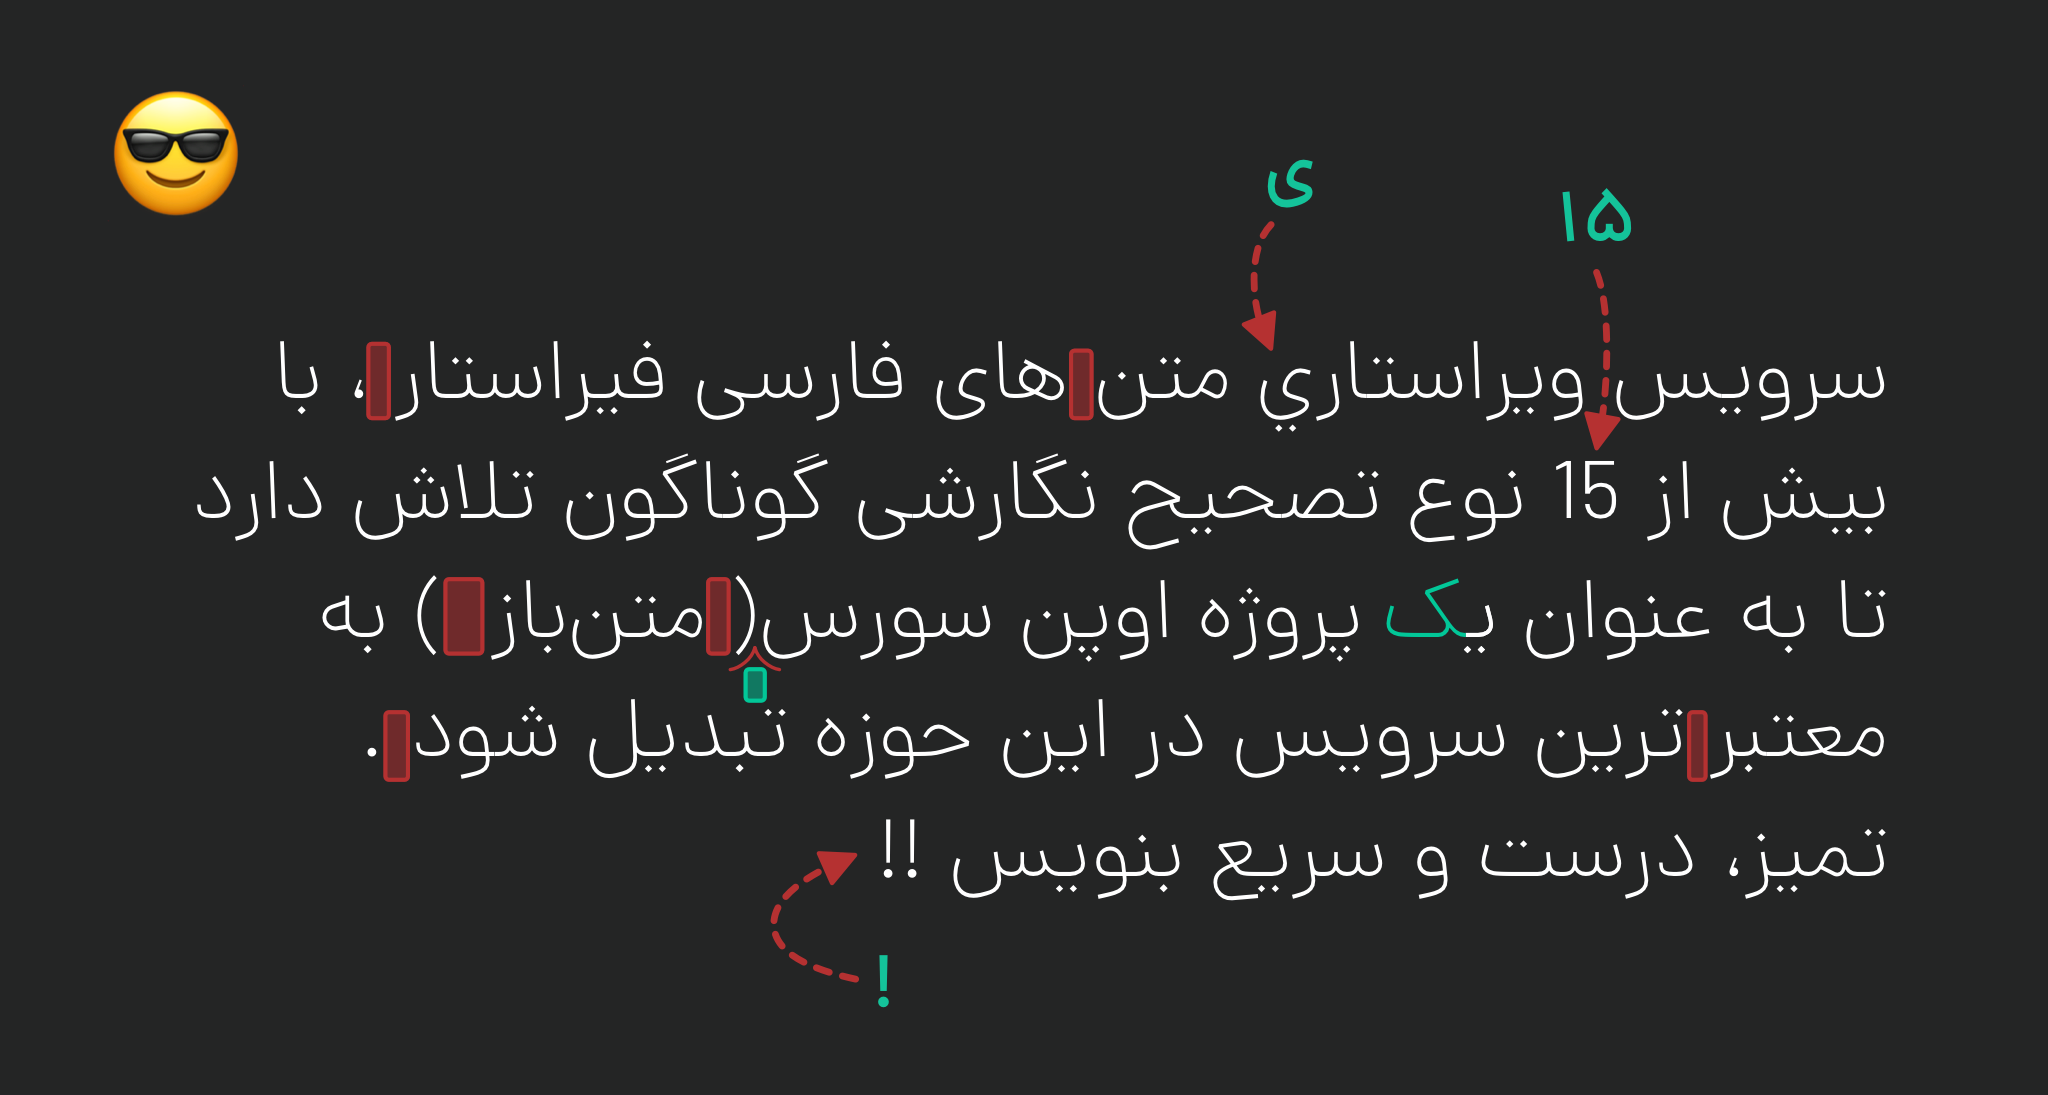 ی
۱۵
سرویس ویراستاري متن های فارسی فیراستار ، با
بیش از 15 نوع تصحیح نگارشی گوناگون تلاش دارد
تا به عنوان یک پروژه اوپن سورس( متن‌باز ) به
معتبر ترین سرویس در این حوزه تبدیل شود .
تمیز، درست و سریع بنویس !!
!